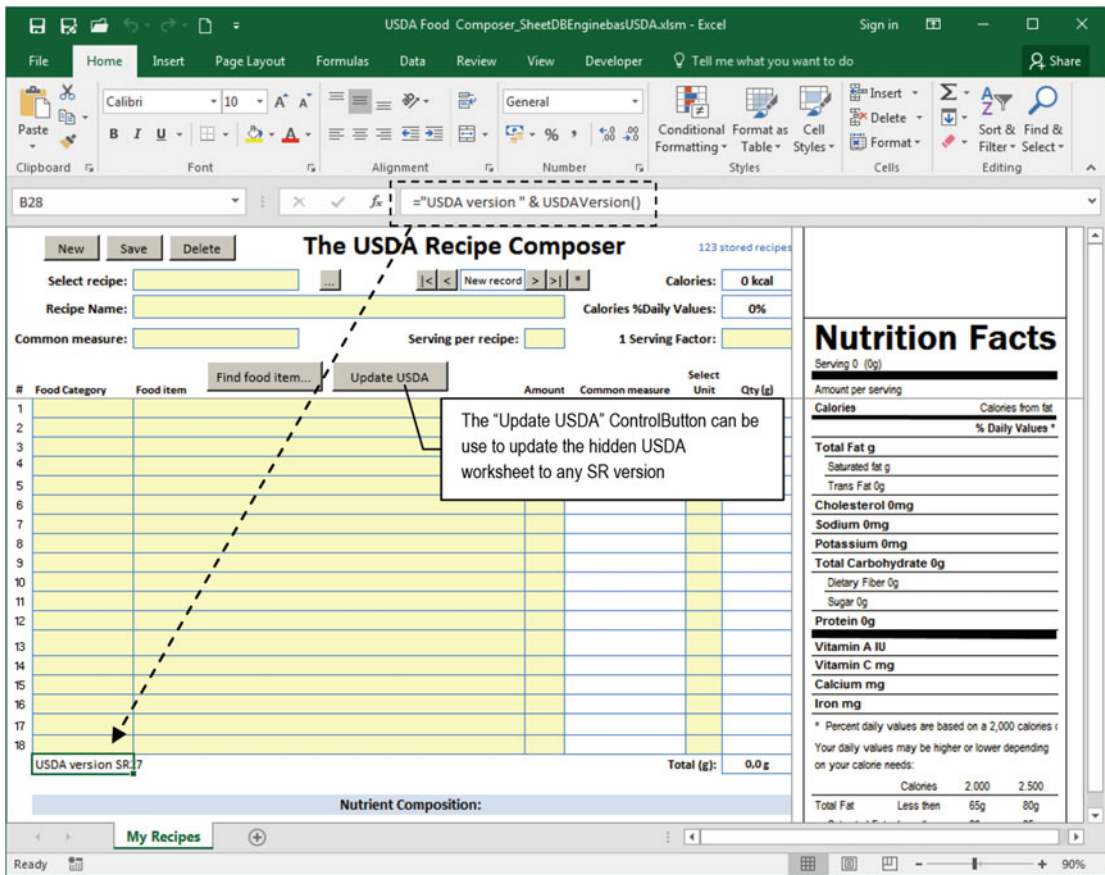 USDA Food Composer_SheetDBEnginebasUSDA.xlsm - Excel
Sign in
File Home Insert Page Layout Formulas Data Review View Developer Tell me what you want to do Share
Paste
Calibri 10 A A
B I U A
General
% ,
Conditional Formatting
Format as Table
Cell Styles
Insert
Delete
Format
Sort & Filter
Find & Select
Clipboard Font Alignment Number Styles Cells Editing
B28 fx ="USDA version " & USDAVersion()
New Save Delete The USDA Recipe Composer 123 stored recipes
Select recipe: ... |< < New record > >| * Calories: 0 kcal
Recipe Name: Calories %Daily Values: 0%
Common measure: Serving per recipe: 1 Serving Factor:
Find food item... Update USDA
# Food Category Food item Amount Common measure Select Unit Qty (g)
1
2
3
4
5
6
7
8
9
10
11
12
13
14
15
16
17
18
The “Update USDA” ControlButton can be
use to update the hidden USDA
worksheet to any SR version
USDA version SR27 Total (g): 0,0 g
Nutrient Composition:
Nutrition Facts
Serving 0 (0g)
Amount per serving
Calories Calories from fat
% Daily Values *
Total Fat g
Saturated fat g
Trans Fat 0g
Cholesterol 0mg
Sodium 0mg
Potassium 0mg
Total Carbohydrate 0g
Dietary Fiber 0g
Sugar 0g
Protein 0g
Vitamin A IU
Vitamin C mg
Calcium mg
Iron mg
* Percent daily values are based on a 2,000 calories
Your daily values may be higher or lower depending
on your calorie needs:
Calories 2.000 2.500
Total Fat Less then 65g 80g
My Recipes
Ready 90%